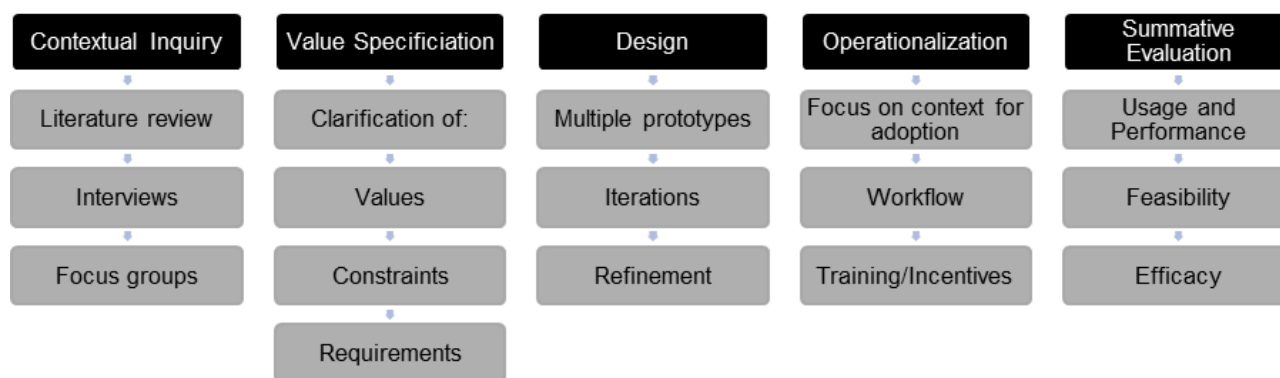 Contextual Inquiry
Literature review
Interviews
Focus groups
Value Specificiation
Clarification of:
Values
Constraints
Requirements
Design
Multiple prototypes
Iterations
Refinement
Operationalization
Focus on context for
adoption
Workflow
Training/Incentives
Summative
Evaluation
Usage and
Performance
Feasibility
Efficacy